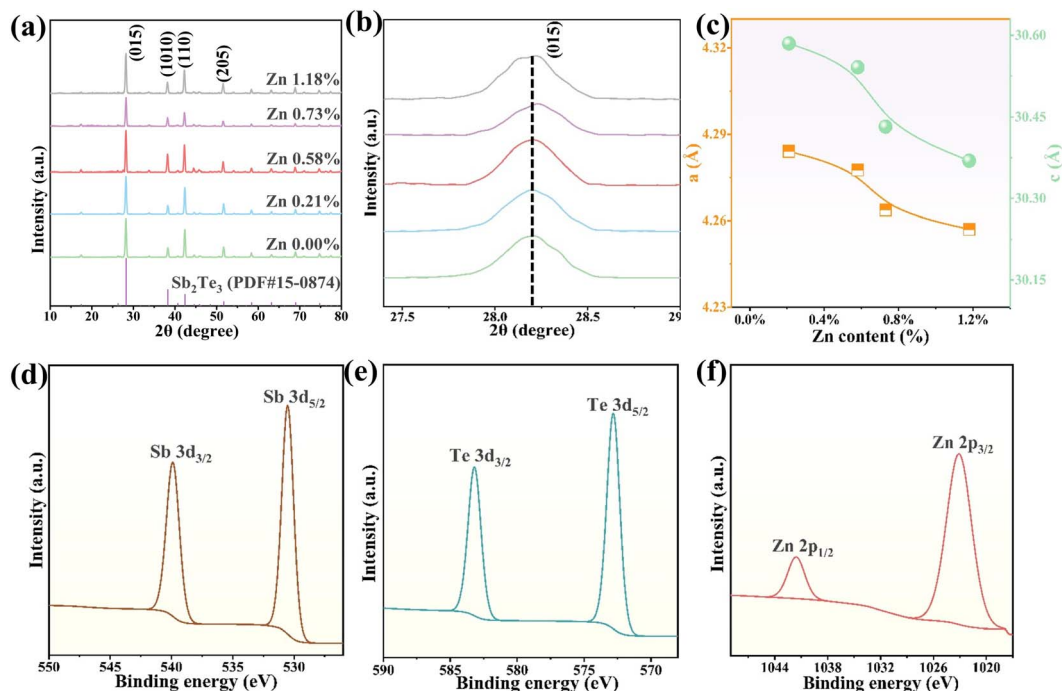 (a)
(015)
(1010)
(110)
(205)
Zn 1.18%
Zn 0.73%
Zn 0.58%
Zn 0.21%
Zn 0.00%
Sb₂Te₃ (PDF#15-0874)
Intensity (a.u.)
10 20 30 40 50 60 70 80
2θ (degree)
(b)
(015)
Intensity (a.u.)
27.5 28.0 28.5 29
2θ (degree)
(c)
4.32
4.29
4.26
4.23
a (Å)
30.60
30.45
30.30
30.15
c (Å)
0.0% 0.4% 0.8% 1.2%
Zn content (%)
(d)
Sb 3d₅/₂
Sb 3d₃/₂
Intensity (a.u.)
550 545 540 535 530
Binding energy (eV)
(e)
Te 3d₅/₂
Te 3d₃/₂
Intensity (a.u.)
590 585 580 575 570
Binding energy (eV)
(f)
Zn 2p₃/₂
Zn 2p₁/₂
Intensity (a.u.)
1044 1038 1032 1026 1020
Binding energy (eV)